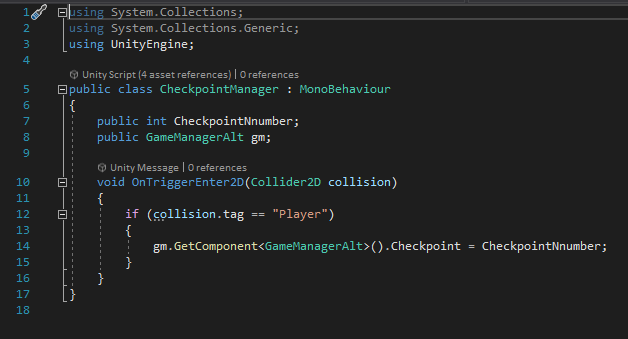 1 using System.Collections;
2 using System.Collections.Generic;
3 using UnityEngine;
4
Unity Script (4 asset references) | 0 references
5 public class CheckpointManager : MonoBehaviour
6 {
7 public int CheckpointNnumber;
8 public GameManagerAlt gm;
9
Unity Message | 0 references
10 void OnTriggerEnter2D(Collider2D collision)
11 {
12 if (collision.tag == "Player")
13 {
14 gm.GetComponent<GameManagerAlt>().Checkpoint = CheckpointNnumber;
15 }
16 }
17 }
18